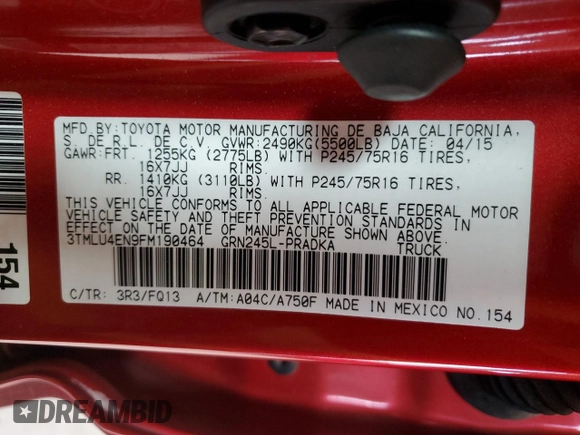 MFD.BY:TOYOTA MOTOR MANUFACTURING DE BAJA CALIFORNIA,
S DE R.L. DE C.V. GVWR:2490KG(5500LB) DATE: 04/15
GAWR:FRT. 1255KG (2775LB) WITH P245/75R16 TIRES,
16X7JJ RIMS.
RR. 1410KG (3110LB) WITH P245/75R16 TIRES,
16X7JJ RIMS.
THIS VEHICLE CONFORMS TO ALL APPLICABLE FEDERAL MOTOR
VEHICLE SAFETY AND THEFT PREVENTION STANDARDS IN
EFFECT ON THE DATE OF MANUFACTURE SHOWN ABOVE.
3TMLU4EN9FM190464 GRN245L-PRADKA TRUCK
C/TR: 3R3/FQ13 A/TM:A04C/A750F MADE IN MEXICO NO.154
154
DREAMBID